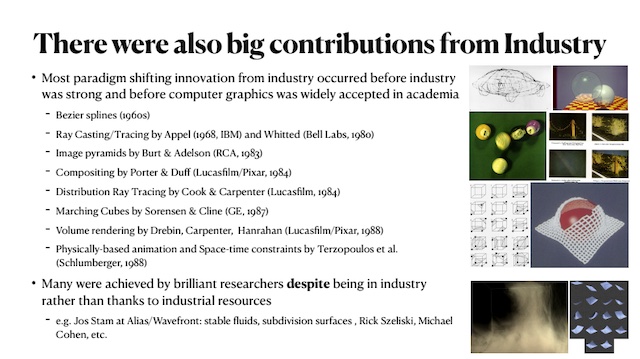 There were also big contributions from Industry
• Most paradigm shifting innovation from industry occurred before industry
was strong and before computer graphics was widely accepted in academia
- Bezier splines (1960s)
- Ray Casting/Tracing by Appel (1968, IBM) and Whitted (Bell Labs, 1980)
- Image pyramids by Burt & Adelson (RCA, 1983)
- Compositing by Porter & Duff (Lucasfilm/Pixar, 1984)
- Distribution Ray Tracing by Cook & Carpenter (Lucasfilm, 1984)
- Marching Cubes by Sorensen & Cline (GE, 1987)
- Volume rendering by Drebin, Carpenter, Hanrahan (Lucasfilm/Pixar, 1988)
- Physically-based animation and Space-time constraints by Terzopoulos et al.
(Schlumberger, 1988)
• Many were achieved by brilliant researchers despite being in industry
rather than thanks to industrial resources
- e.g. Jos Stam at Alias/Wavefront: stable fluids, subdivision surfaces , Rick Szeliski, Michael
Cohen, etc.